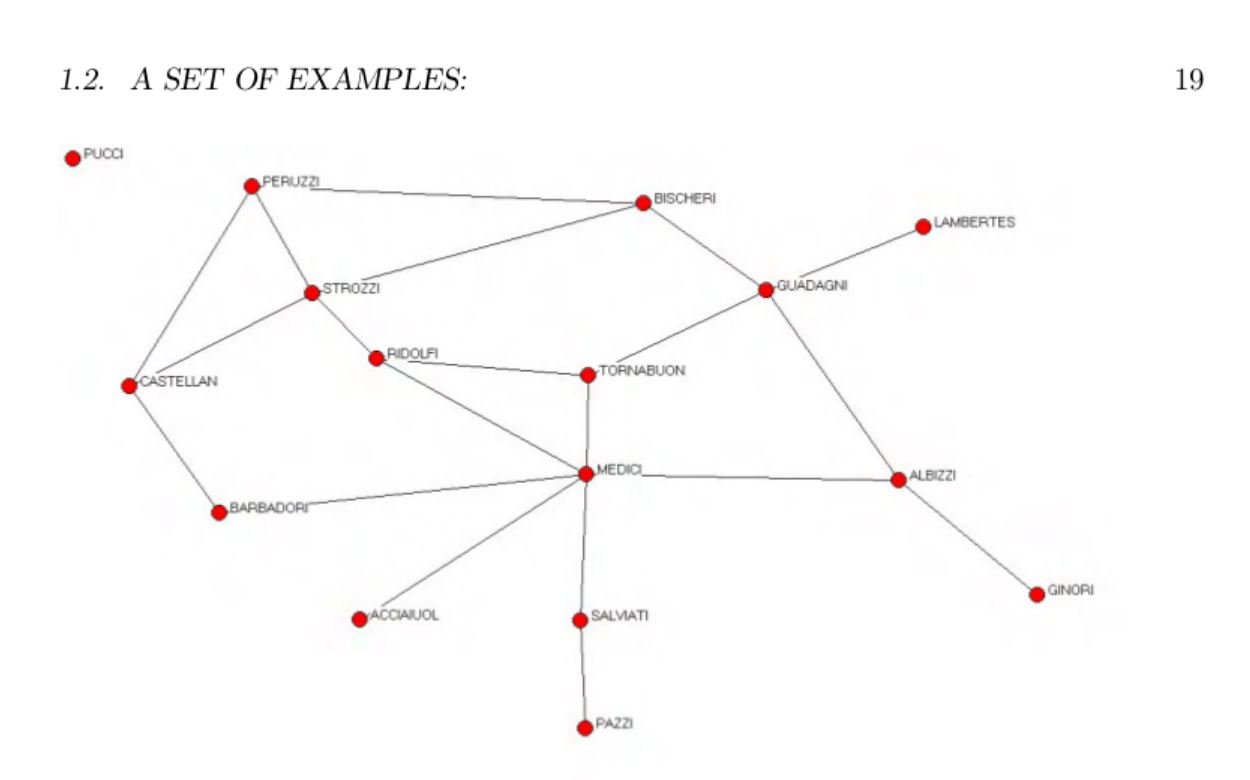 1.2. A SET OF EXAMPLES: 19
PUCCI
PERUZZI
BISCHERI
LAMBERTES
STROZZI
GUADAGNI
RIDOLFI
TORNABUON
CASTELLAN
MEDICI
ALBIZZI
BARBADORI
GINORI
ACCIAIUOL
SALVIATI
PAZZI